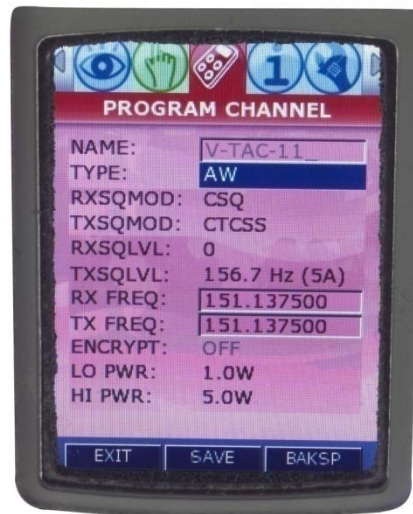 i
PROGRAM CHANNEL
NAME: V-TAC-11_
TYPE: AW
RXSQMOD: CSQ
TXSQMOD: CTCSS
RXSQLVL: 0
TXSQLVL: 156.7 Hz (5A)
RX FREQ: 151.137500
TX FREQ: 151.137500
ENCRYPT: OFF
LO PWR: 1.0W
HI PWR: 5.0W
EXIT SAVE BAKSP